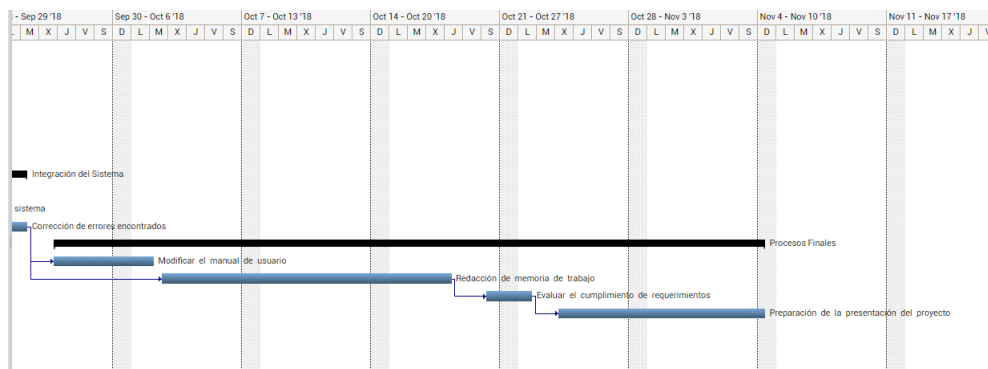 - Sep 29 '18 Sep 30 - Oct 6 '18 Oct 7 - Oct 13 '18 Oct 14 - Oct 20 '18 Oct 21 - Oct 27 '18 Oct 28 - Nov 3 '18 Nov 4 - Nov 10 '18 Nov 11 - Nov 17 '18
M X J V S D L M X J V S D L M X J V S D L M X J V S D L M X J V S D L M X J V S D L M X J V S D L M X J V
Integración del Sistema
sistema
Corrección de errores encontrados
Procesos Finales
Modificar el manual de usuario
Redacción de memoria de trabajo
Evaluar el cumplimiento de requerimientos
Preparación de la presentación del proyecto